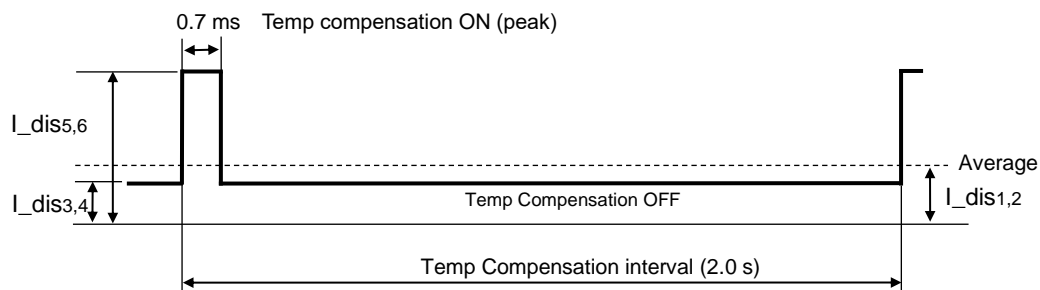 0.7 ms Temp compensation ON (peak)
I_dis5,6
Average
I_dis3,4
Temp Compensation OFF
I_dis1,2
Temp Compensation interval (2.0 s)